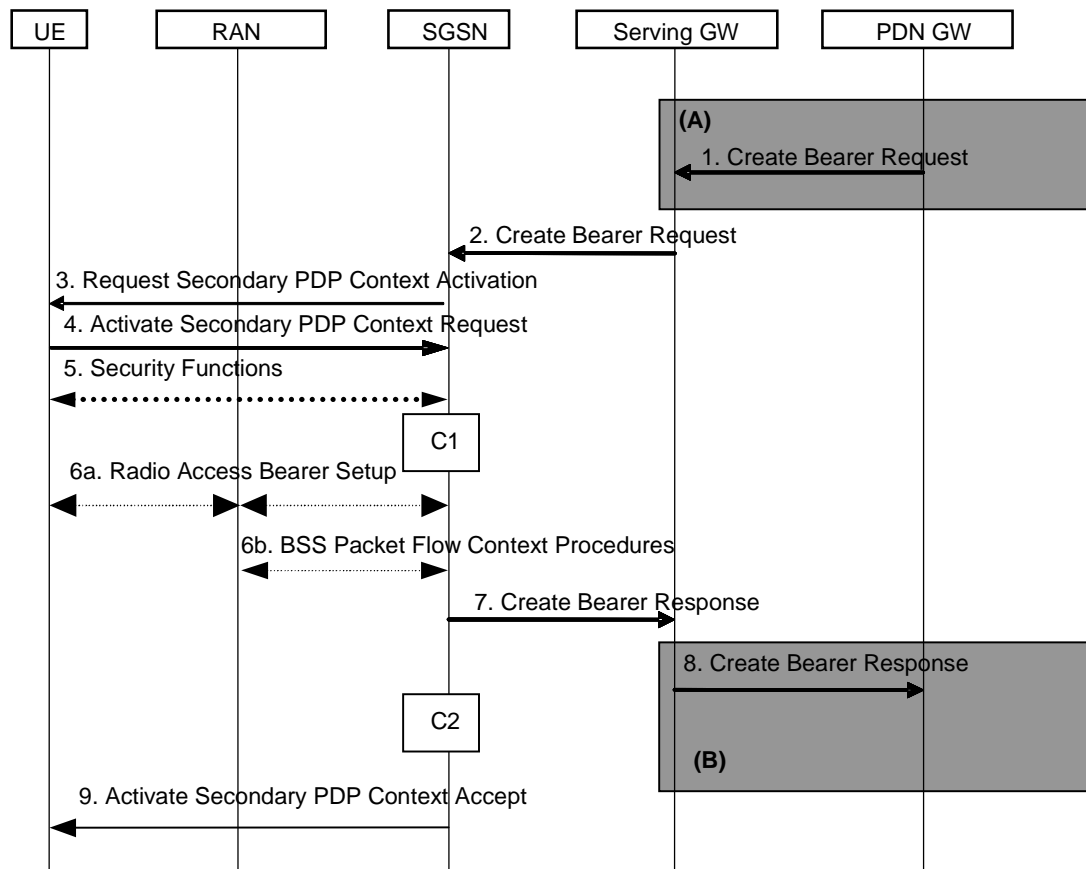 UE
RAN
SGSN
Serving GW
PDN GW
(A)
1. Create Bearer Request
2. Create Bearer Request
3. Request Secondary PDP Context Activation
4. Activate Secondary PDP Context Request
5. Security Functions
C1
6a. Radio Access Bearer Setup
6b. BSS Packet Flow Context Procedures
7. Create Bearer Response
8. Create Bearer Response
C2
(B)
9. Activate Secondary PDP Context Accept